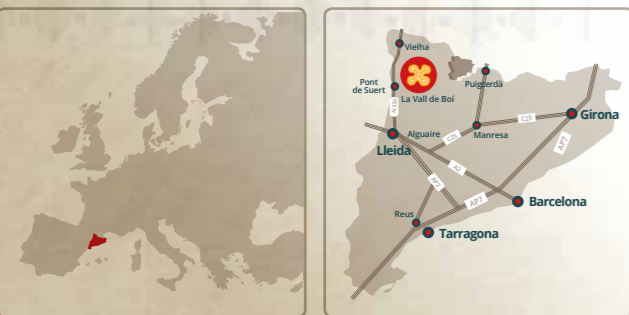 Vielha
Pont
de Suert
La Vall de Boí
Puigcerdà
N230
C25
Girona
Alguaire
C25
Manresa
Lleida
AP7
A2
AP2
AP7
Barcelona
Reus
Tarragona